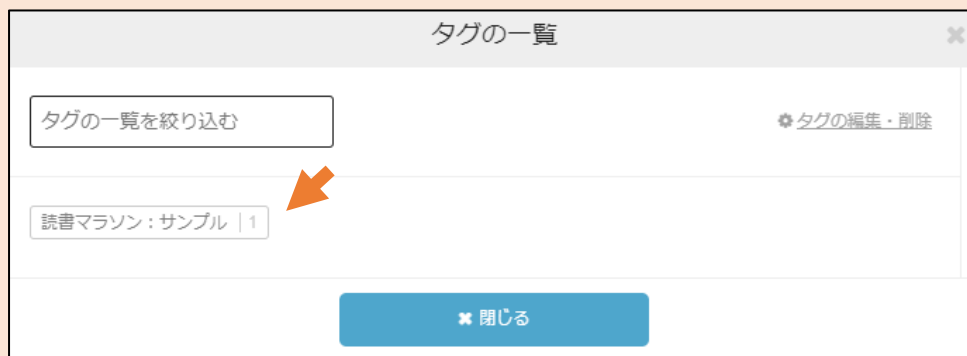 タグの一覧
タグの一覧を絞り込む
タグの編集・削除
読書マラソン：サンプル | 1
閉じる